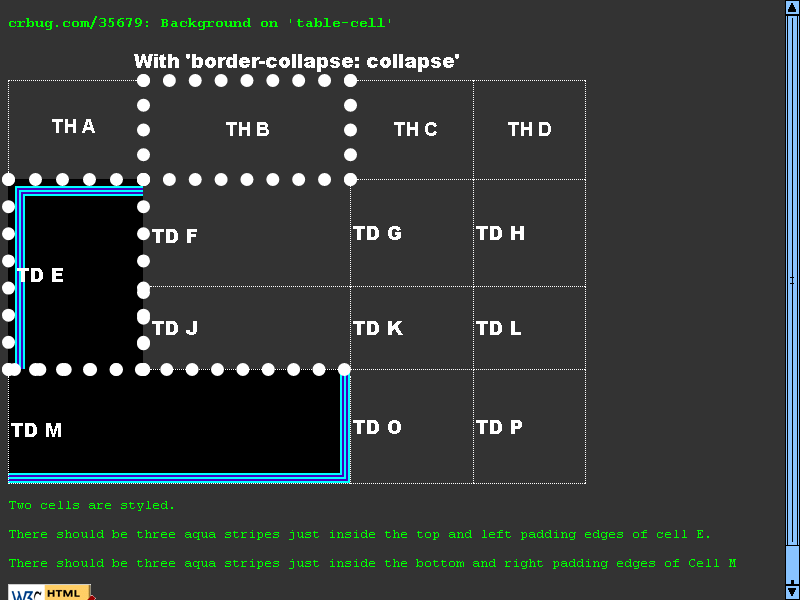 crbug.com/35679: Background on 'table-cell'
With 'border-collapse: collapse'
TH A TH B TH C TH D
TD E TD F TD G TD H
TD J TD K TD L
TD M TD O TD P
Two cells are styled.
There should be three aqua stripes just inside the top and left padding edges of cell E.
There should be three aqua stripes just inside the bottom and right padding edges of Cell M
W3C HTML